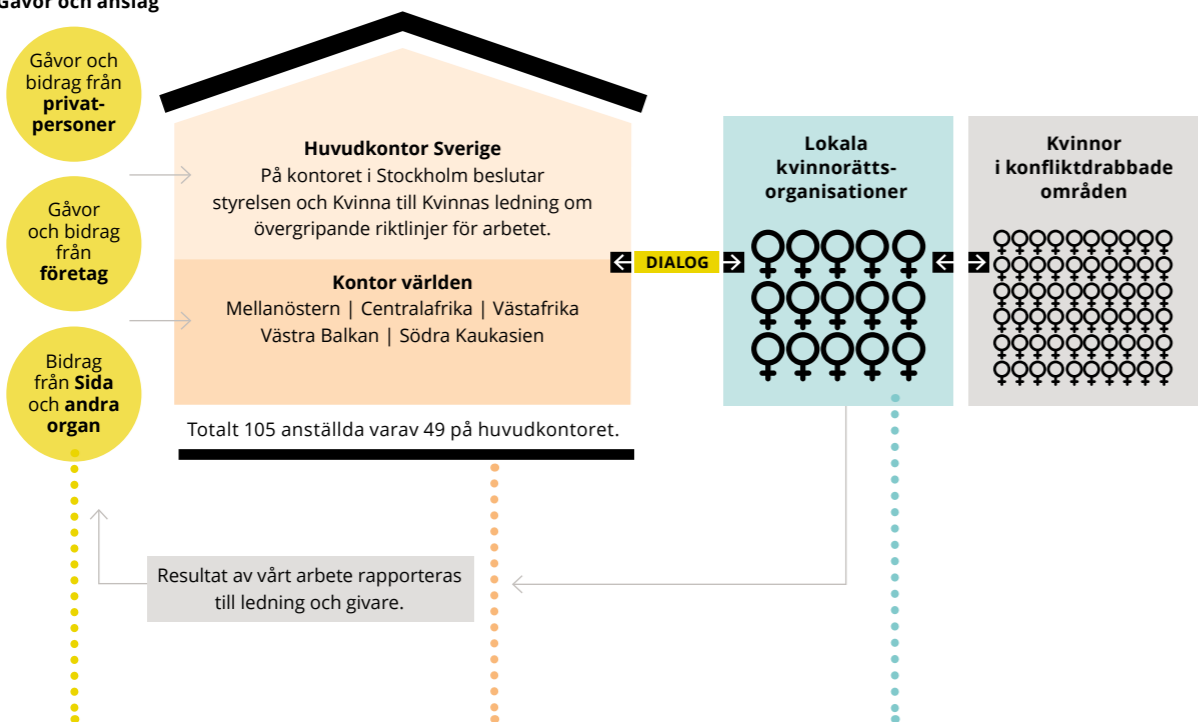 Gåvor och anslag
Gåvor och
bidrag från
privat-
personer
Gåvor
och bidrag
från
företag
Bidrag
från Sida
och andra
organ
Huvudkontor Sverige
På kontoret i Stockholm beslutar
styrelsen och Kvinna till Kvinnas ledning om
övergripande riktlinjer för arbetet.
Kontor världen
Mellanöstern | Centralafrika | Västafrika
Västra Balkan | Södra Kaukasien
Totalt 105 anställda varav 49 på huvudkontoret.
DIALOG
Lokala
kvinnorätts-
organisationer
Kvinnor
i konfliktdrabbade
områden
Resultat av vårt arbete rapporteras
till ledning och givare.